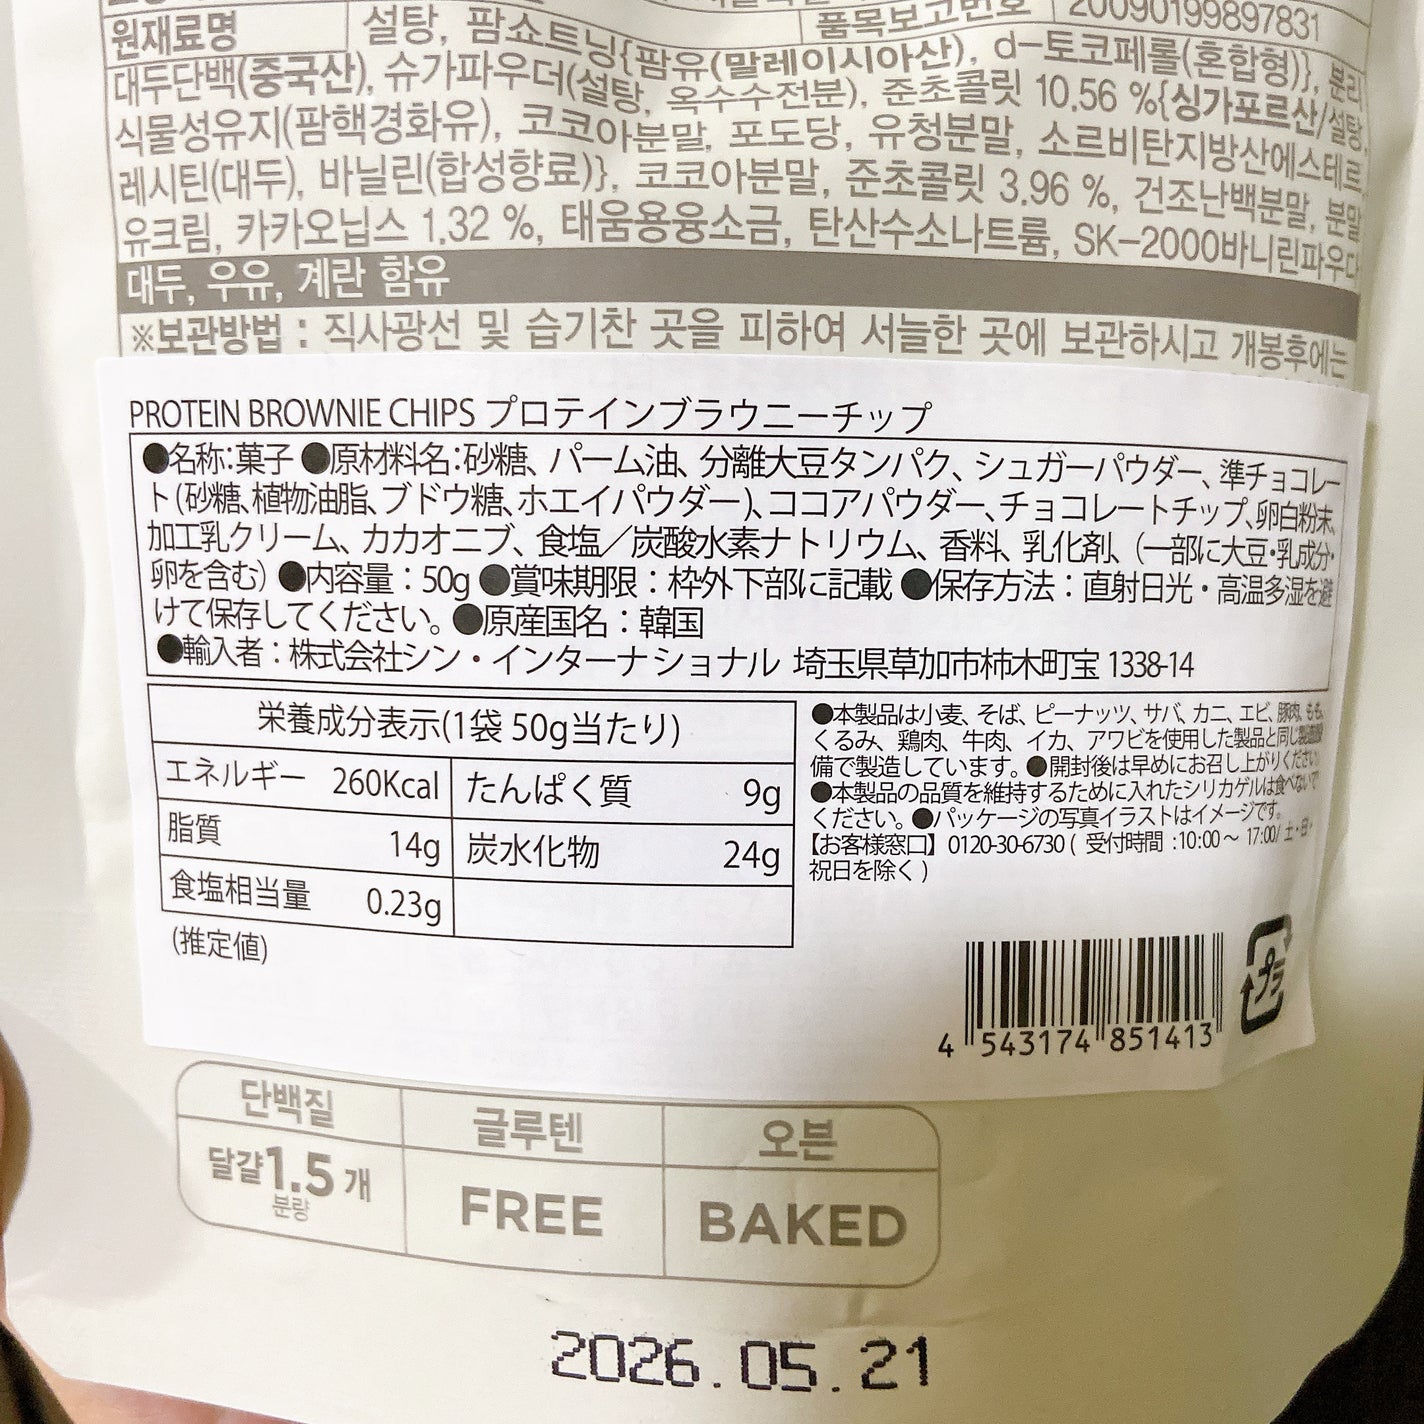 품목보고번호 20090199897831
원재료명 설탕, 팜쇼트닝{팜유(말레이시아산), d-토코페롤(혼합형)}, 분리
대두단백(중국산), 슈가파우더(설탕, 옥수수전분), 준초콜릿 10.56 %{싱가포르산/설탕,
식물성유지(팜핵경화유), 코코아분말, 포도당, 유청분말, 소르비탄지방산에스테르,
레시틴(대두), 바닐린(합성향료)}, 코코아분말, 준초콜릿 3.96 %, 건조난백분말, 분말
유크림, 카카오닙스 1.32 %, 태움용융소금, 탄산수소나트륨, SK-2000바니린파우다
대두, 우유, 계란 함유
※보관방법 : 직사광선 및 습기찬 곳을 피하여 서늘한 곳에 보관하시고 개봉후에는
PROTEIN BROWNIE CHIPS プロテインブラウニーチップ
●名称:菓子 ●原材料名:砂糖、パーム油、分離大豆タンパク、シュガーパウダー、準チョコレー
ト(砂糖、植物油脂、ブドウ糖、ホエイパウダー)、ココアパウダー、チョコレートチップ、卵白粉末、
加工乳クリーム、カカオニブ、食塩／炭酸水素ナトリウム、香料、乳化剤、(一部に大豆・乳成分・
卵を含む) ●内容量：50g ●賞味期限：枠外下部に記載 ●保存方法：直射日光・高温多湿を避
けて保存してください。●原産国名：韓国
●輸入者：株式会社シン・インターナショナル 埼玉県草加市柿木町宝 1338-14
栄養成分表示(1袋 50g当たり)
エネルギー 260Kcal たんぱく質 9g
脂質 14g 炭水化物 24g
食塩相当量 0.23g
(推定値)
●本製品は小麦、そば、ピーナッツ、サバ、カニ、エビ、豚肉、もも、
くるみ、鶏肉、牛肉、イカ、アワビを使用した製品と同じ製造設
備で製造しています。●開封後は早めにお召し上がりください。
●本製品の品質を維持するために入れたシリカゲルは食べないで
ください。●パッケージの写真イラストはイメージです。
【お客様窓口】0120-30-6730 ( 受付時間 :10:00～ 17:00/ 土・日・
祝日を除く )
4 543174 851413
プラ
단백질 글루텐 오븐
달걀1.5개 FREE BAKED
분량
2026.05.21